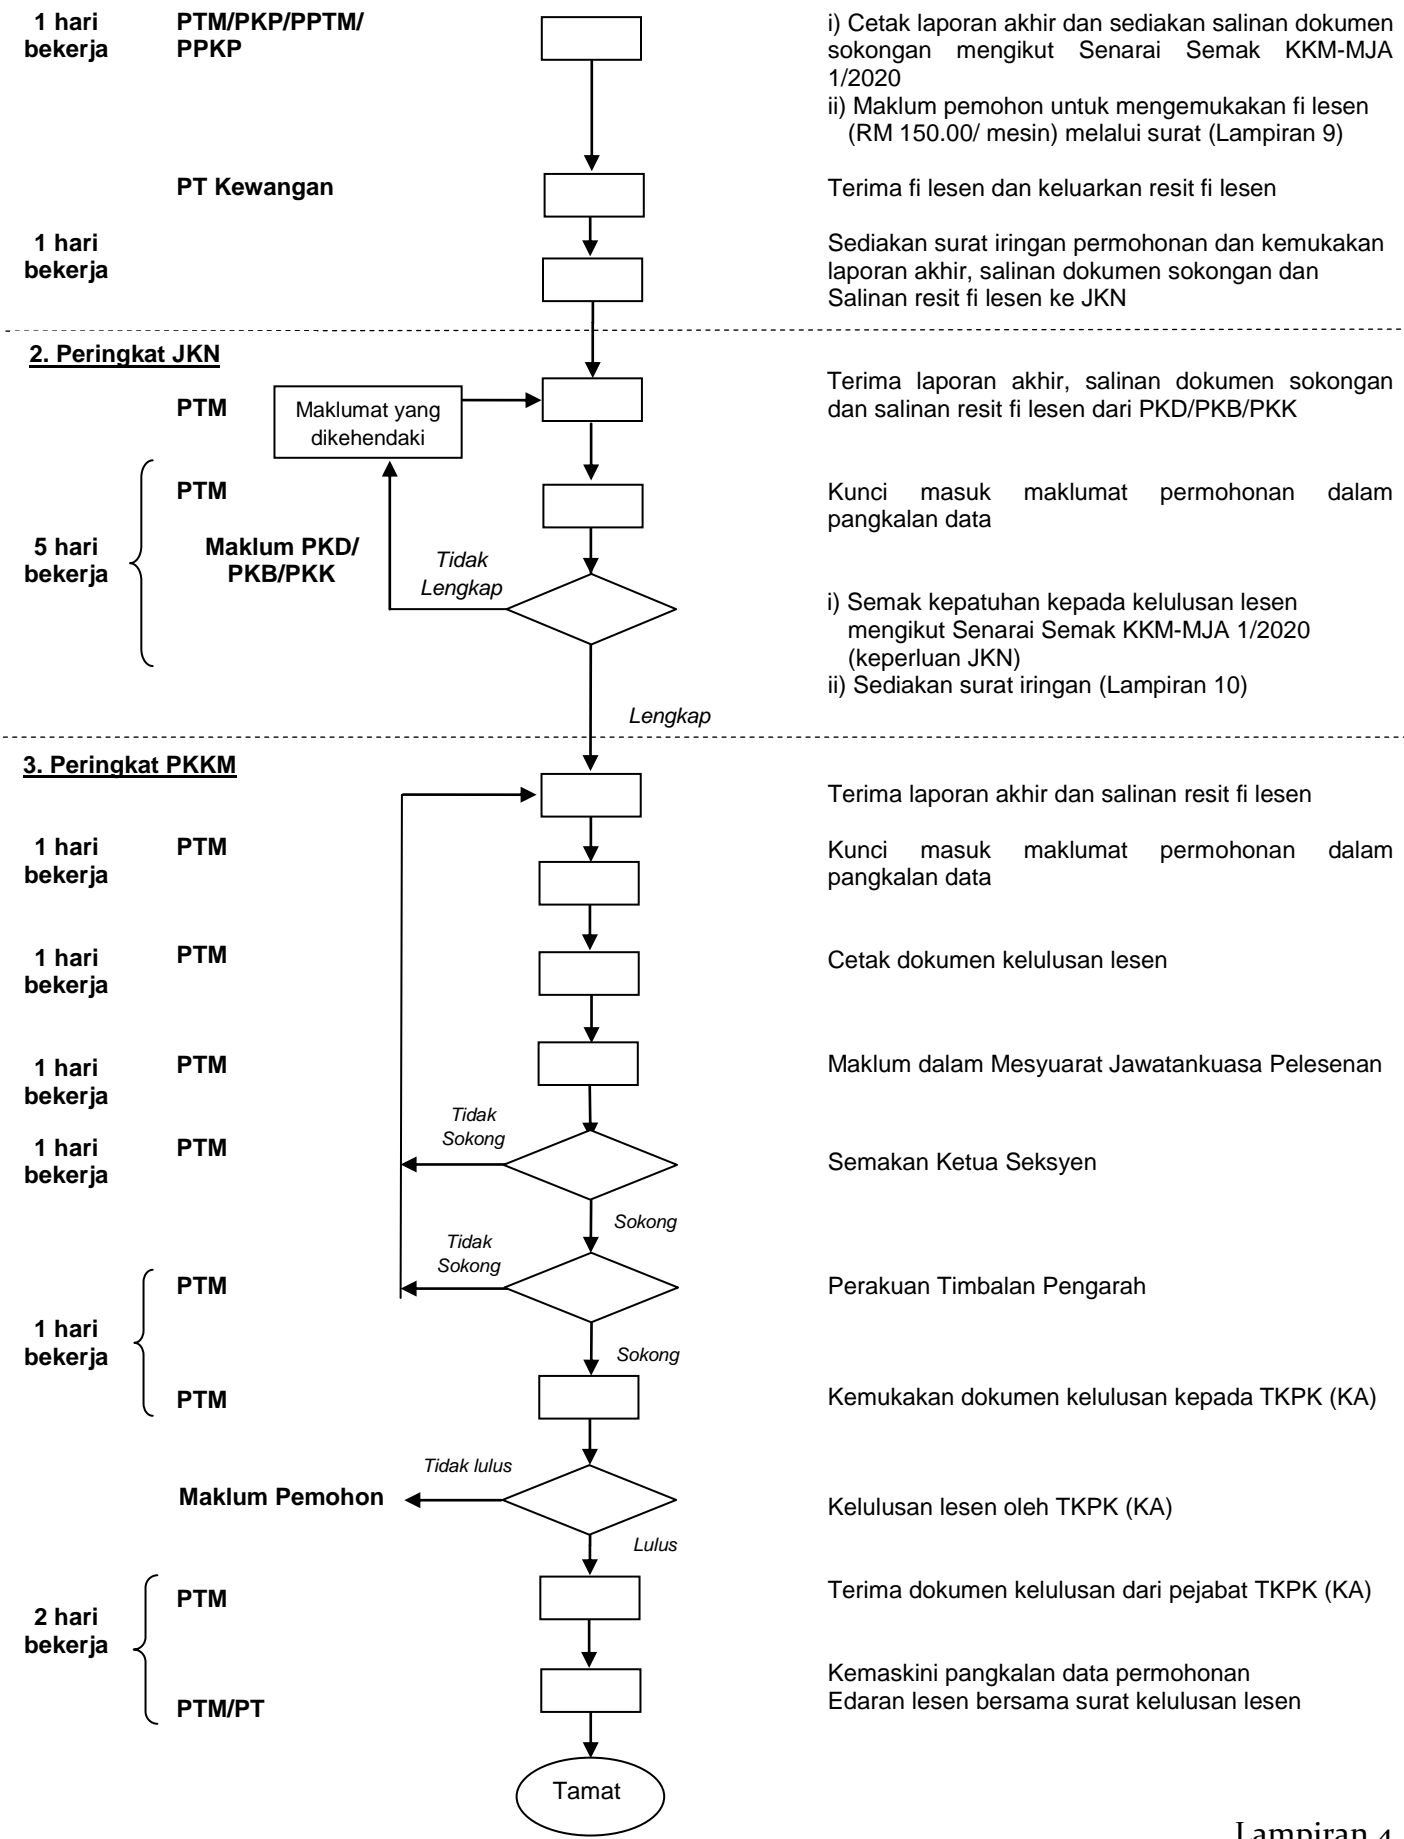 1 hari
bekerja
PTM/PKP/PPTM/
PPKP
i) Cetak laporan akhir dan sediakan salinan dokumen
sokongan mengikut Senarai Semak KKM-MJA
1/2020
ii) Maklum pemohon untuk mengemukakan fi lesen
(RM 150.00/ mesin) melalui surat (Lampiran 9)
PT Kewangan
Terima fi lesen dan keluarkan resit fi lesen
1 hari
bekerja
Sediakan surat iringan permohonan dan kemukakan
laporan akhir, salinan dokumen sokongan dan
Salinan resit fi lesen ke JKN
2. Peringkat JKN
PTM
Maklumat yang
dikehendaki
Terima laporan akhir, salinan dokumen sokongan
dan salinan resit fi lesen dari PKD/PKB/PKK
5 hari
bekerja
PTM
Kunci masuk maklumat permohonan dalam
pangkalan data
Maklum PKD/
PKB/PKK
Tidak
Lengkap
i) Semak kepatuhan kepada kelulusan lesen
mengikut Senarai Semak KKM-MJA 1/2020
(keperluan JKN)
ii) Sediakan surat iringan (Lampiran 10)
Lengkap
3. Peringkat PKKM
Terima laporan akhir dan salinan resit fi lesen
1 hari
bekerja
PTM
Kunci masuk maklumat permohonan dalam
pangkalan data
1 hari
bekerja
PTM
Cetak dokumen kelulusan lesen
1 hari
bekerja
PTM
Maklum dalam Mesyuarat Jawatankuasa Pelesenan
Tidak
Sokong
1 hari
bekerja
PTM
Semakan Ketua Seksyen
Sokong
Tidak
Sokong
1 hari
bekerja
PTM
Perakuan Timbalan Pengarah
Sokong
PTM
Kemukakan dokumen kelulusan kepada TKPK (KA)
Tidak lulus
Maklum Pemohon
Kelulusan lesen oleh TKPK (KA)
Lulus
2 hari
bekerja
PTM
Terima dokumen kelulusan dari pejabat TKPK (KA)
PTM/PT
Kemaskini pangkalan data permohonan
Edaran lesen bersama surat kelulusan lesen
Tamat
Lampiran 4